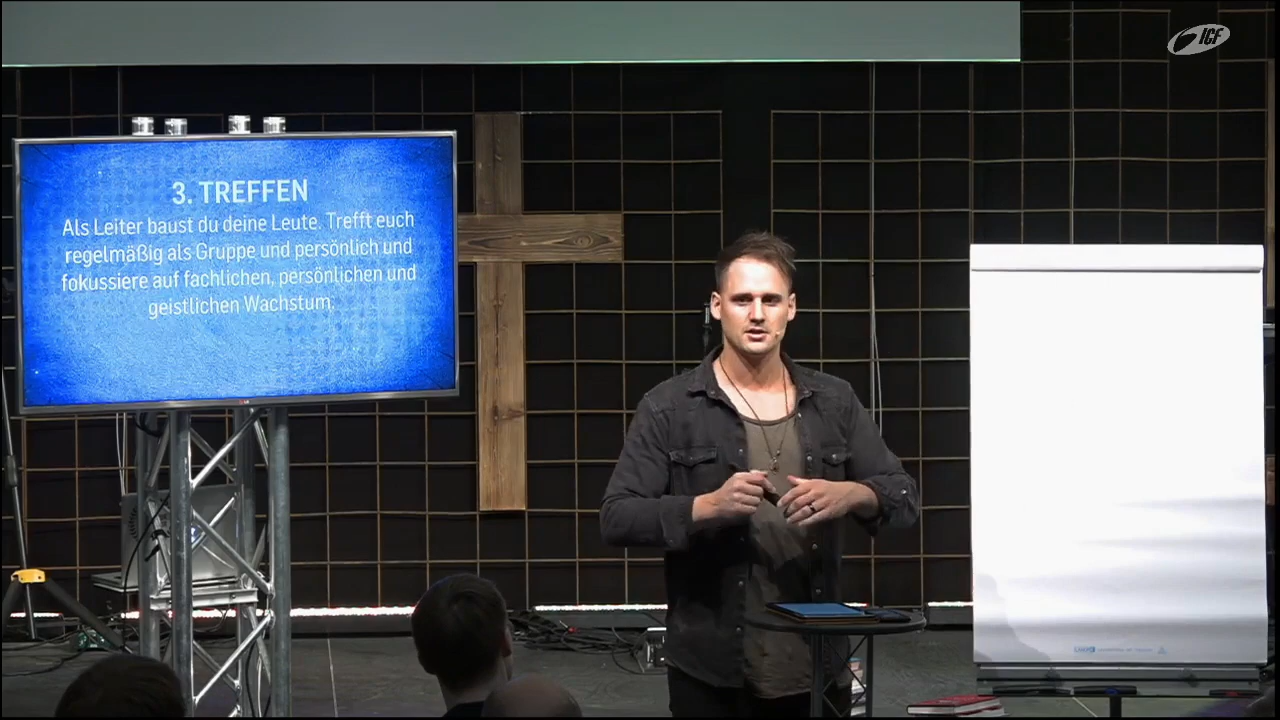 ICF
3. TREFFEN
Als Leiter baust du deine Leute. Trefft euch
regelmäßig als Gruppe und persönlich und
fokussiere auf fachlichen, persönlichen und
geistlichen Wachstum.